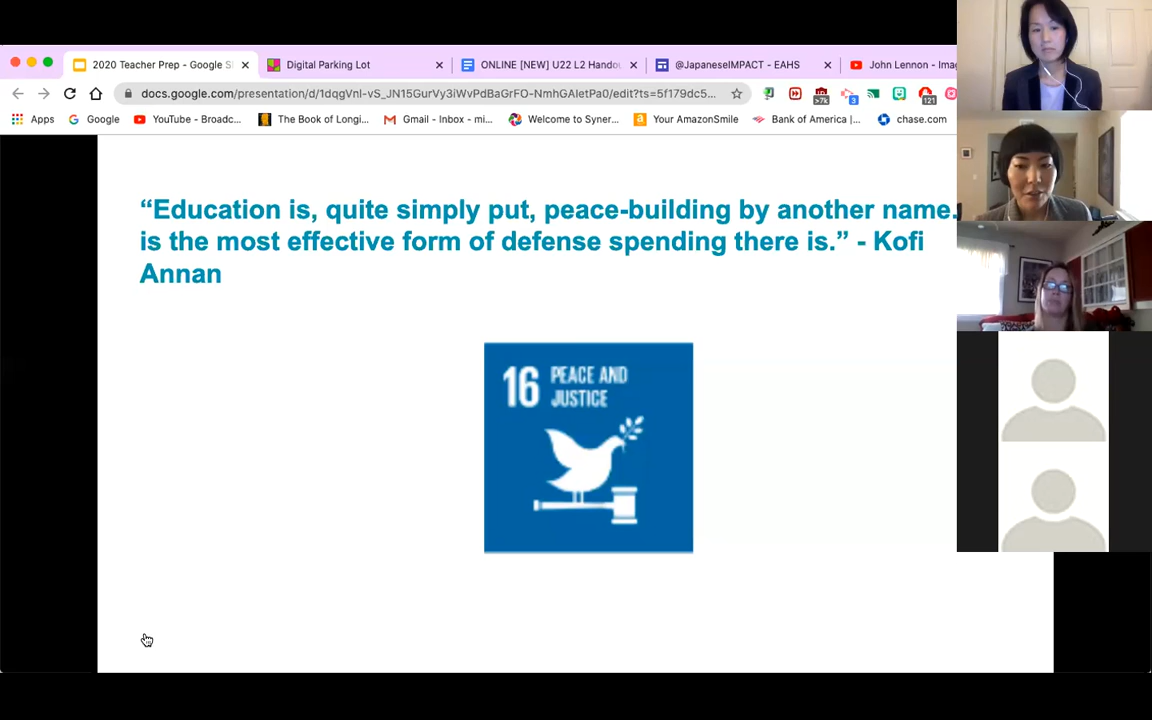 2020 Teacher Prep - Google S
Digital Parking Lot
ONLINE [NEW] U22 L2 Handou
@JapaneseIMPACT - EAHS
John Lennon - Imag
docs.google.com/presentation/d/1dqgVnl-vS_JN15GurVy3iWvPdBaGrFO-NmhGAletPa0/edit?ts=5f179dc5...
>7k
3
121
Apps
Google
YouTube - Broadc...
The Book of Longi...
Gmail - Inbox - mi...
Welcome to Syner...
Your AmazonSmile
Bank of America |...
chase.com
“Education is, quite simply put, peace-building by another name.
is the most effective form of defense spending there is.” - Kofi
Annan
16 PEACE AND
JUSTICE